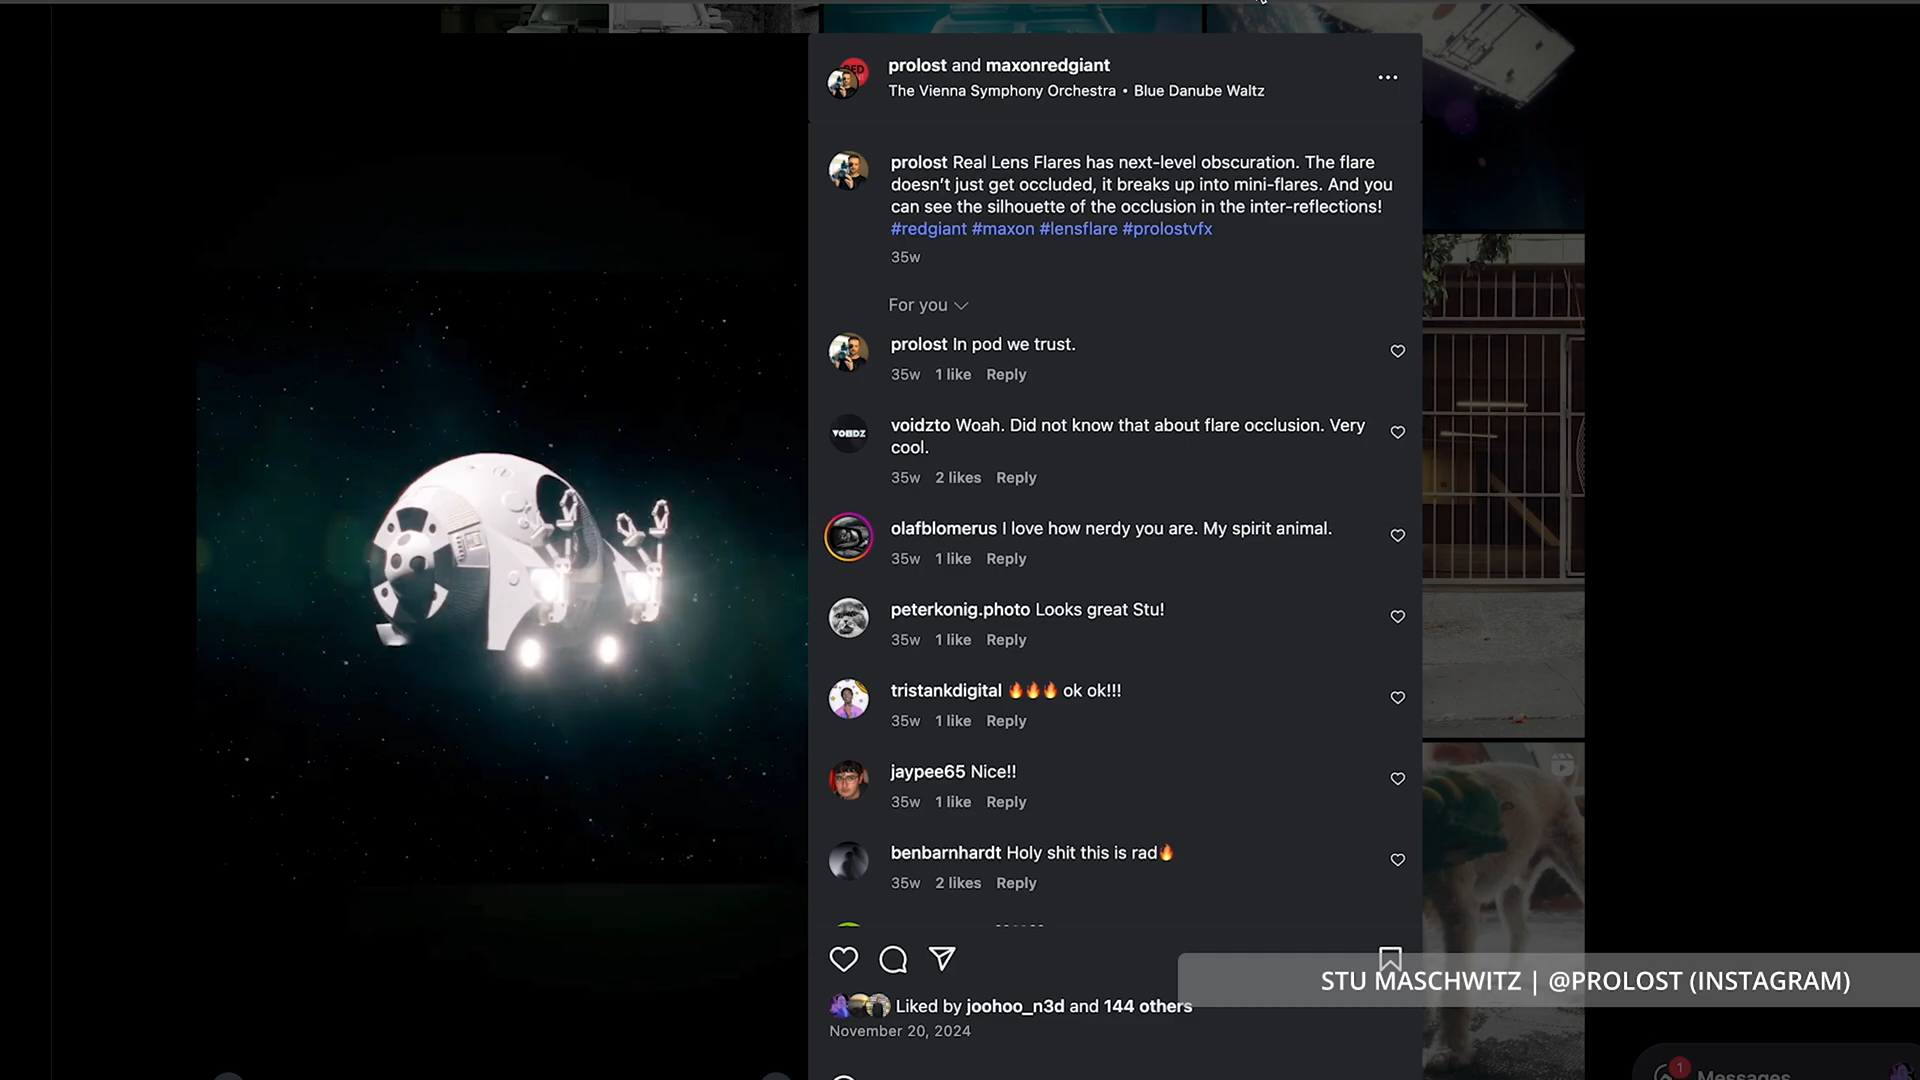 prolost and maxonredgiant
The Vienna Symphony Orchestra • Blue Danube Waltz
prolost Real Lens Flares has next-level obscuration. The flare
doesn’t just get occluded, it breaks up into mini-flares. And you
can see the silhouette of the occlusion in the inter-reflections!
#redgiant #maxon #lensflare #prolostvfx
35w
For you
prolost In pod we trust.
35w 1 like Reply
VOIDZ
voidzto Woah. Did not know that about flare occlusion. Very
cool.
35w 2 likes Reply
olafblomerus I love how nerdy you are. My spirit animal.
35w 1 like Reply
peterkonig.photo Looks great Stu!
35w 1 like Reply
tristankdigital 🔥🔥🔥 ok ok!!!
35w 1 like Reply
jaypee65 Nice!!
35w 1 like Reply
benbarnhardt Holy shit this is rad🔥
35w 2 likes Reply
STU MASCHWITZ | @PROLOST (INSTAGRAM)
Liked by joohoo_n3d and 144 others
November 20, 2024
1
Messages